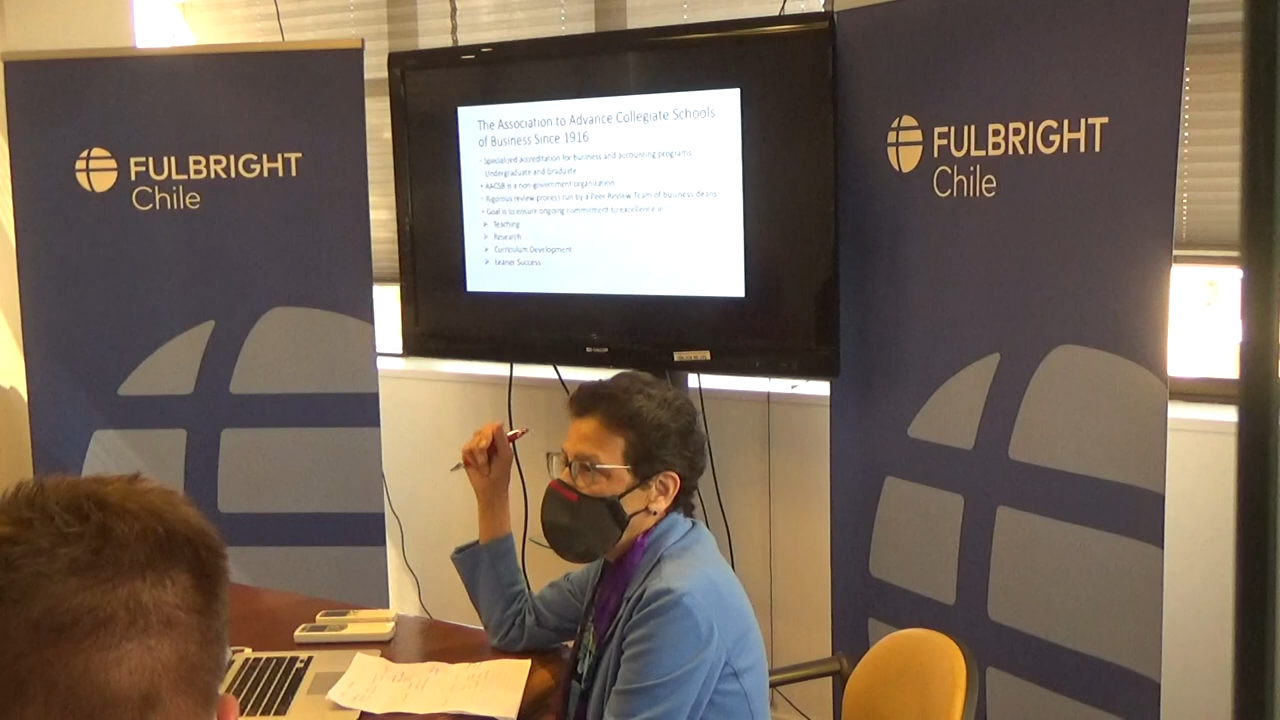 FULBRIGHT
Chile
The Association to Advance Collegiate Schools
of Business Since 1916
Specialized accreditation for business and accounting programs
Undergraduate and Graduate
AACSB is a non-government organization
Rigorous review process run by a Peer Review Team of business deans
Goal is to ensure ongoing commitment to excellence in
Teaching
Research
Curriculum Development
Leaner Success
FULBRIGHT
Chile